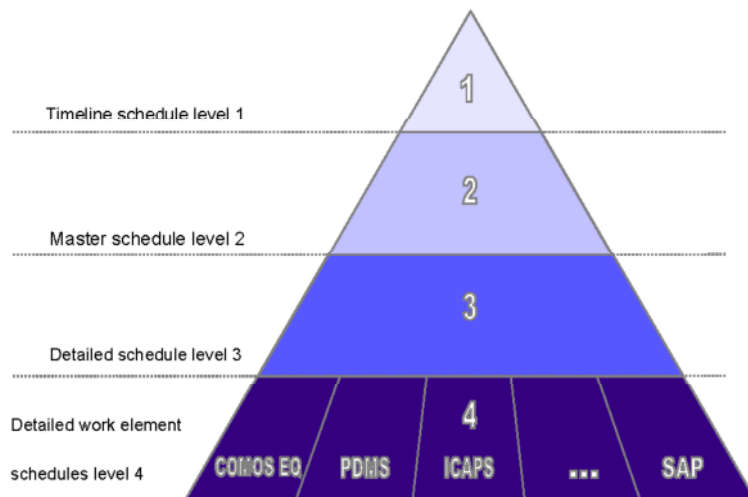 1
Timeline schedule level 1
2
Master schedule level 2
3
Detailed schedule level 3
4
Detailed work element
schedules level 4
COMOS EQ PDMS ICAPS ... SAP